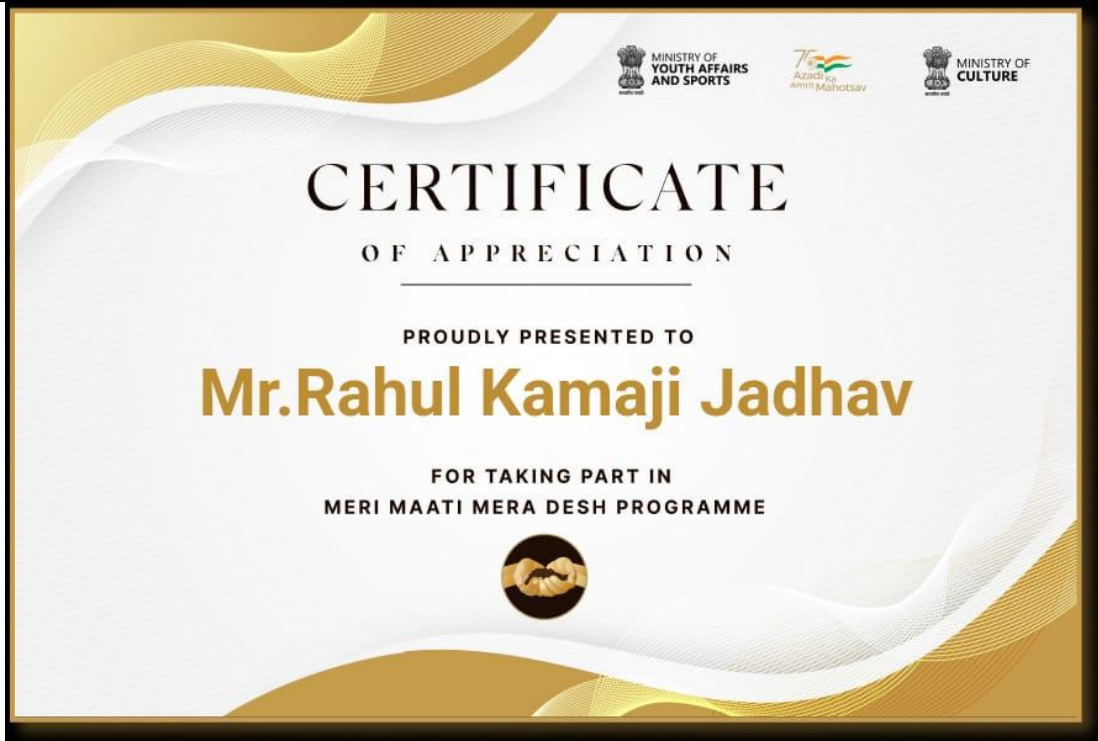 MINISTRY OF
YOUTH AFFAIRS
AND SPORTS
75
Azadi Ka
Amrit Mahotsav
MINISTRY OF
CULTURE
CERTIFICATE
OF APPRECIATION
PROUDLY PRESENTED TO
Mr.Rahul Kamaji Jadhav
FOR TAKING PART IN
MERI MAATI MERA DESH PROGRAMME